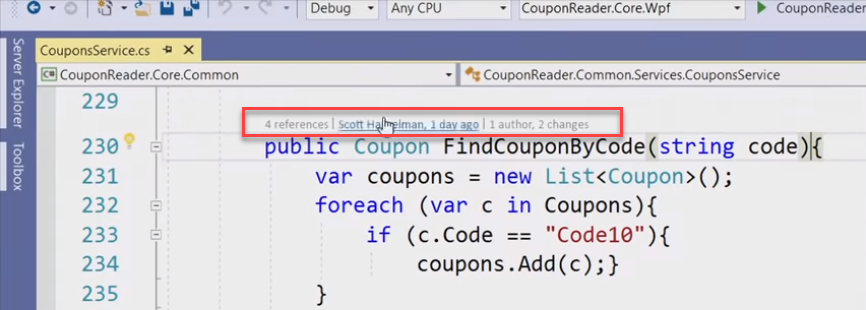 Debug Any CPU CouponReader.Core.Wpf CouponReader
CouponsService.cs
CouponReader.Core.Common CouponReader.Common.Services.CouponsService
Server Explorer
Toolbox
229
4 references | Scott Hanselman, 1 day ago | 1 author, 2 changes
230 public Coupon FindCouponByCode(string code){
231 var coupons = new List<Coupon>();
232 foreach (var c in Coupons){
233 if (c.Code == "Code10"){
234 coupons.Add(c);}
235 }